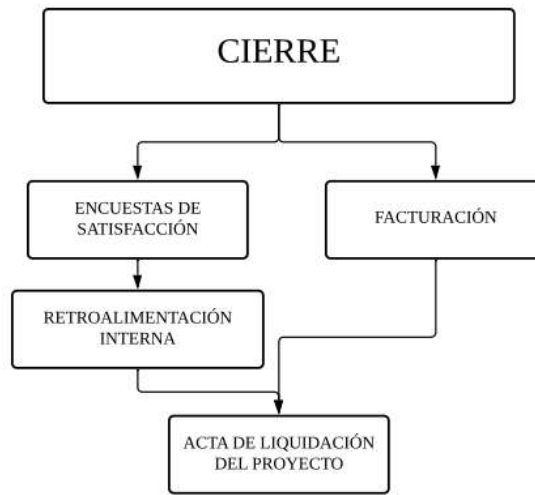 CIERRE
ENCUESTAS DE
SATISFACCIÓN
FACTURACIÓN
RETROALIMENTACIÓN
INTERNA
ACTA DE LIQUIDACIÓN
DEL PROYECTO